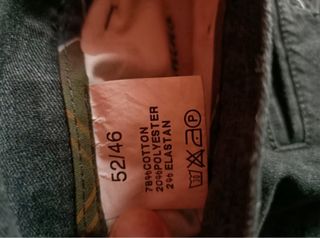 52/46
78%COTTON
20%POLYESTER
2% ELASTAN
P